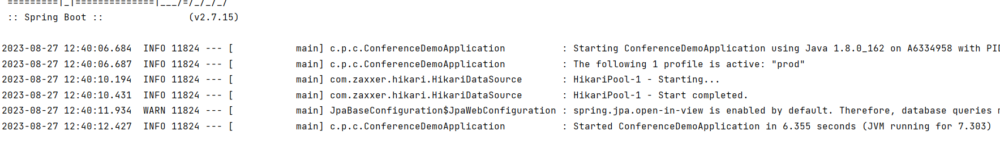 =========|_|==============|___/=/_/_/_/
:: Spring Boot ::                (v2.7.15)
2023-08-27 12:40:06.684  INFO 11824 --- [           main] c.p.c.ConferenceDemoApplication          : Starting ConferenceDemoApplication using Java 1.8.0_162 on A6334958 with PID
2023-08-27 12:40:06.687  INFO 11824 --- [           main] c.p.c.ConferenceDemoApplication          : The following 1 profile is active: "prod"
2023-08-27 12:40:10.194  INFO 11824 --- [           main] com.zaxxer.hikari.HikariDataSource       : HikariPool-1 - Starting...
2023-08-27 12:40:10.431  INFO 11824 --- [           main] com.zaxxer.hikari.HikariDataSource       : HikariPool-1 - Start completed.
2023-08-27 12:40:11.934  WARN 11824 --- [           main] JpaBaseConfiguration$JpaWebConfiguration : spring.jpa.open-in-view is enabled by default. Therefore, database queries
2023-08-27 12:40:12.427  INFO 11824 --- [           main] c.p.c.ConferenceDemoApplication          : Started ConferenceDemoApplication in 6.355 seconds (JVM running for 7.303)